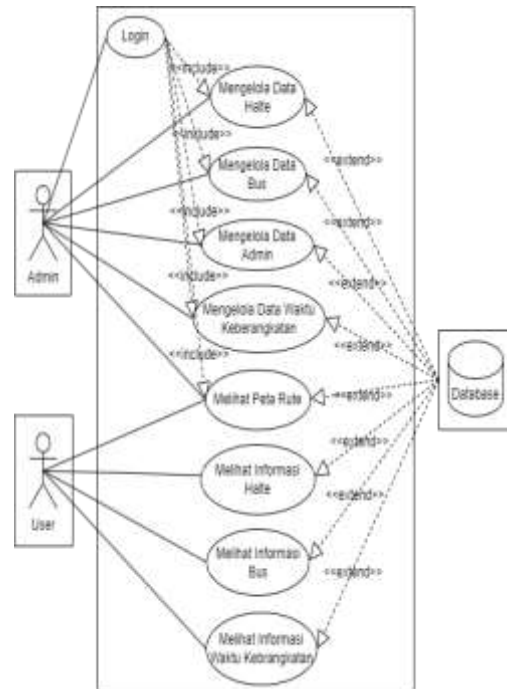 Login
<<include>>
Mengelola Data
Halte
<<include>>
<<extend>>
Mengelola Data
Bus
<<include>>
<<extend>>
Mengelola Data
Admin
Admin
<<include>>
<<extend>>
Mengelola Data Waktu
Keberangkatan
<<include>>
<<extend>>
Melihat Peta Rute
<<extend>>
Database
Melihat Informasi
Halte
<<extend>>
User
<<extend>>
Melihat Informasi
Bus
<<extend>>
Melihat Informasi
Waktu Kebrangkatan